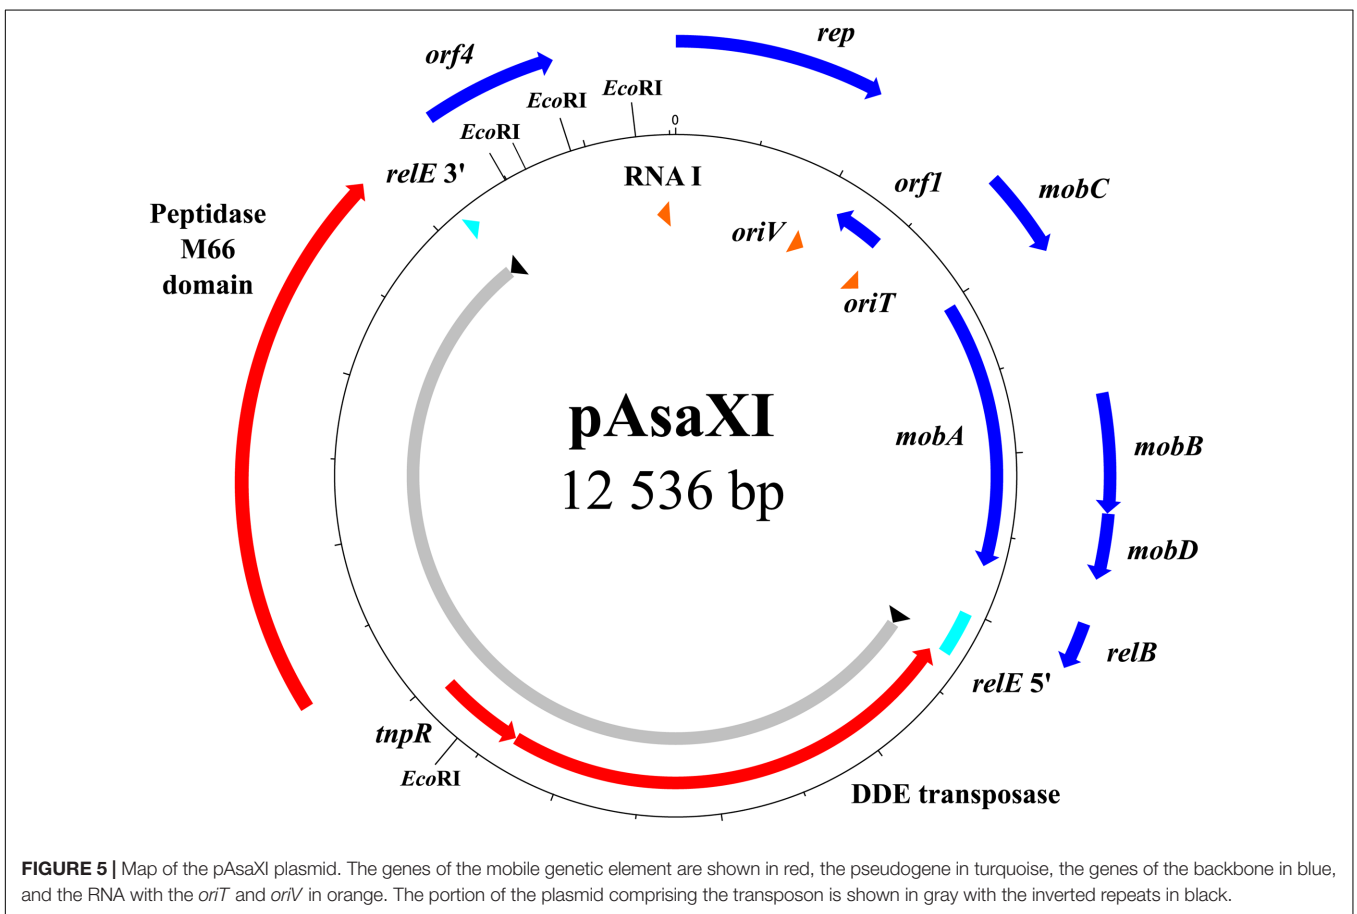 rep
orf4
EcoRI
EcoRI
0
EcoRI
relE 3'
RNA I
orf1
mobC
Peptidase
M66
domain
oriV
oriT
pAsaXI
12 536 bp
mobA
mobB
mobD
relB
relE 5'
tnpR
EcoRI
DDE transposase
FIGURE 5 | Map of the pAsaXI plasmid. The genes of the mobile genetic element are shown in red, the pseudogene in turquoise, the genes of the backbone in blue,
and the RNA with the oriT and oriV in orange. The portion of the plasmid comprising the transposon is shown in gray with the inverted repeats in black.